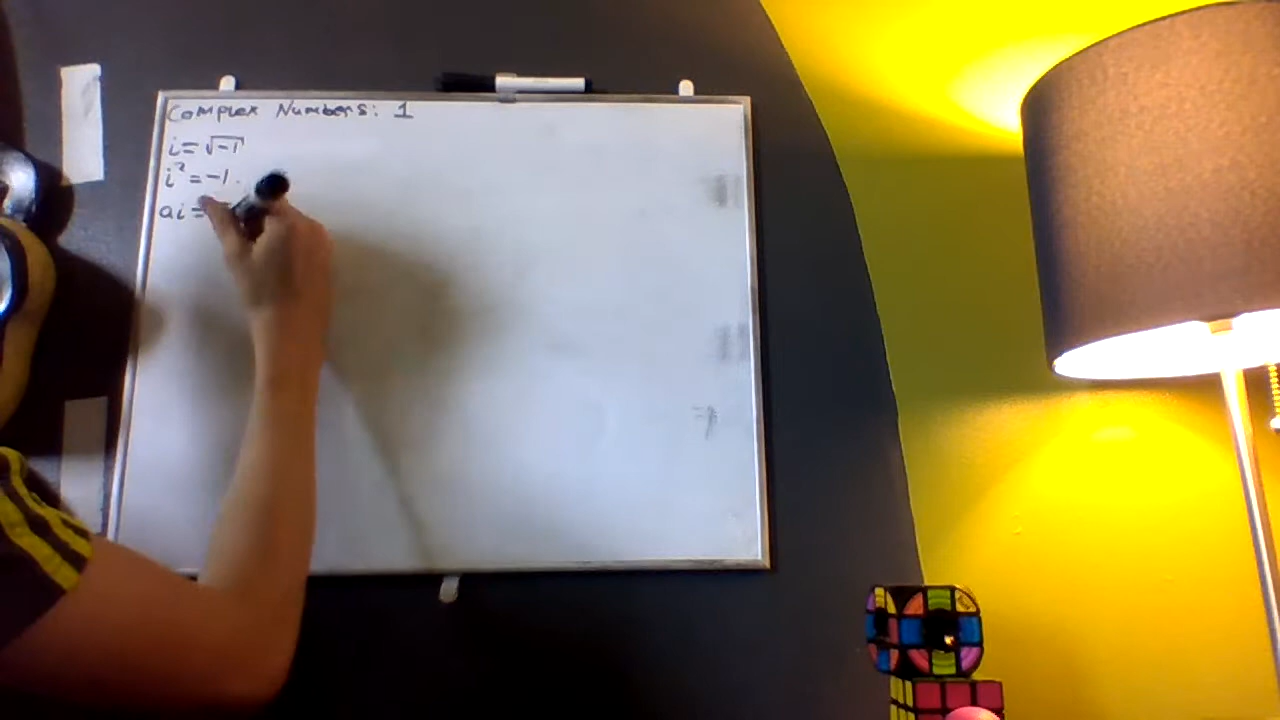 Complex Numbers: 1
i = √-1
i² = -1.
ai =